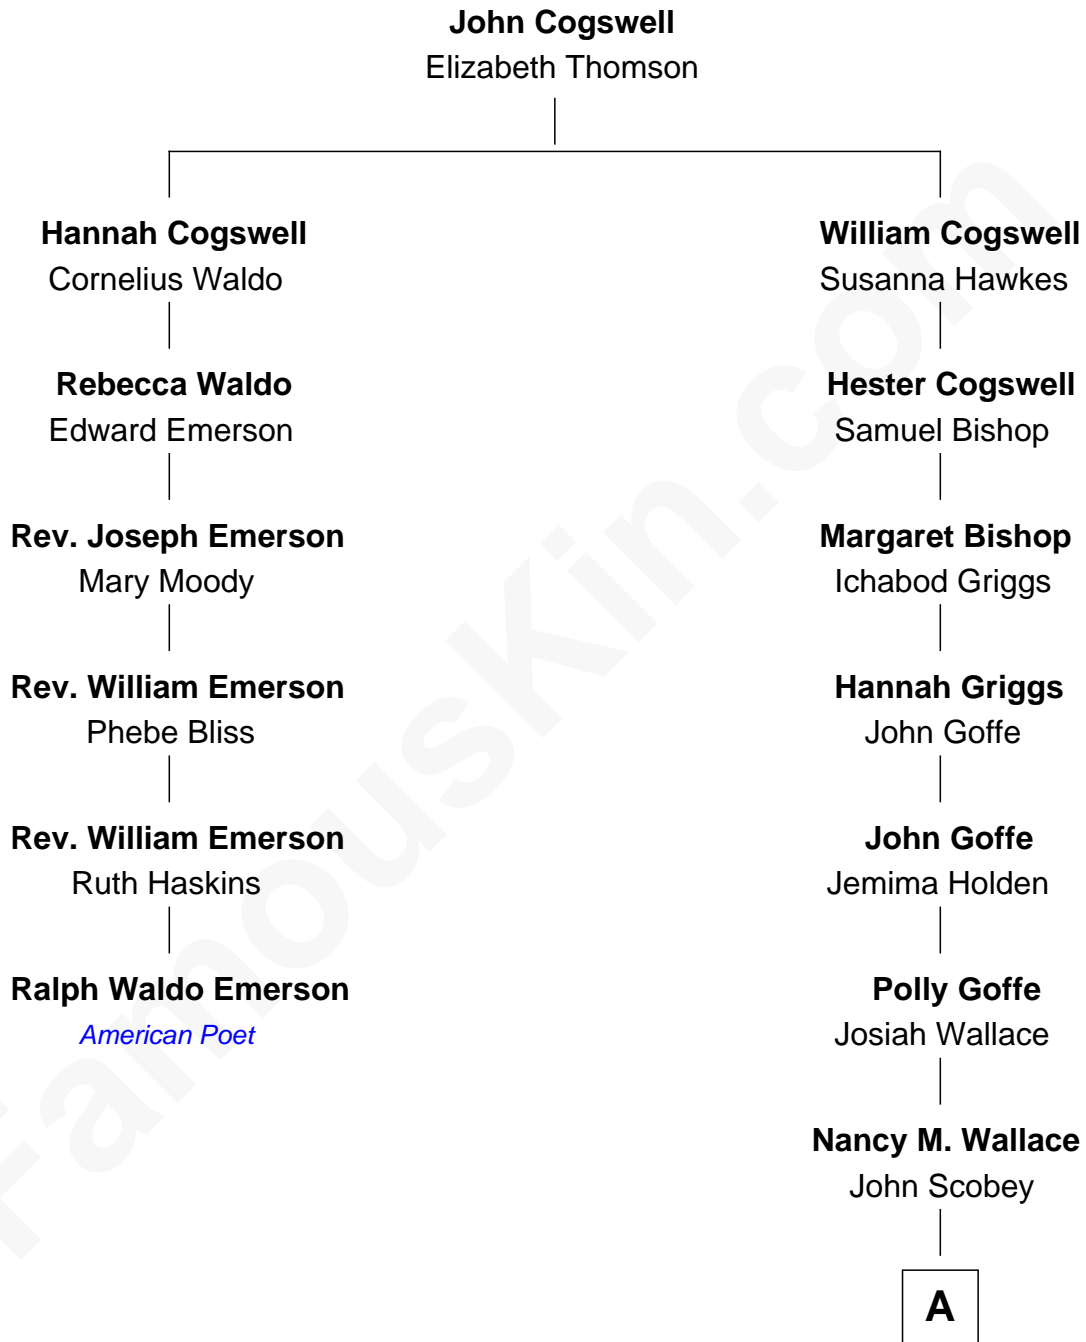 John Cogswell
Elizabeth Thomson
Hannah Cogswell
Cornelius Waldo
Rebecca Waldo
Edward Emerson
Rev. Joseph Emerson
Mary Moody
Rev. William Emerson
Phebe Bliss
Rev. William Emerson
Ruth Haskins
Ralph Waldo Emerson
American Poet
William Cogswell
Susanna Hawkes
Hester Cogswell
Samuel Bishop
Margaret Bishop
Ichabod Griggs
Hannah Griggs
John Goffe
John Goffe
Jemima Holden
Polly Goffe
Josiah Wallace
Nancy M. Wallace
John Scobey
A
FamousKin.com